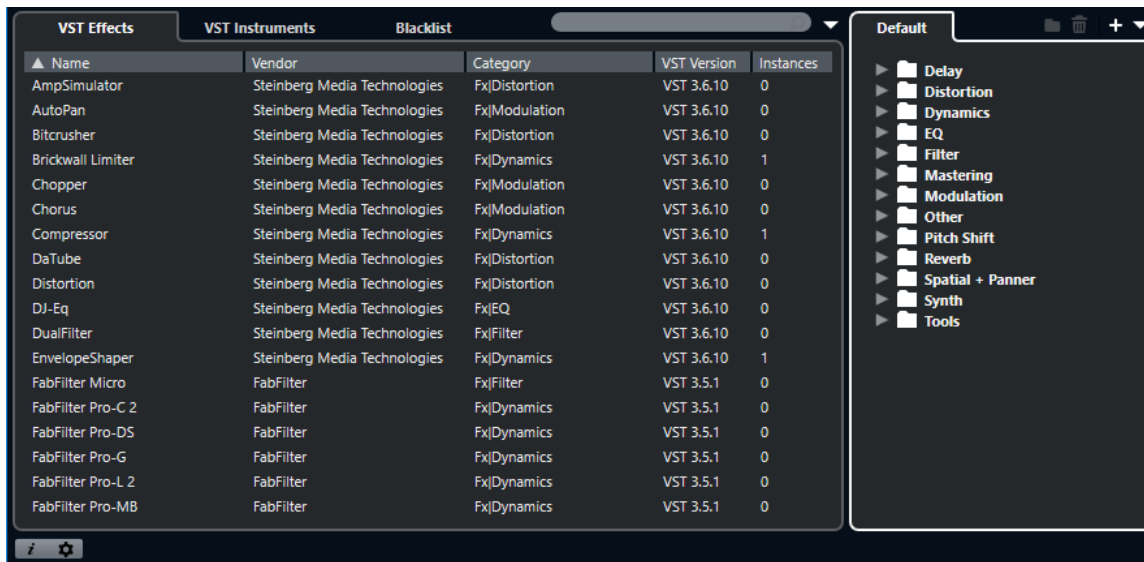 VST Effects VST Instruments Blacklist Default
Name Vendor Category VST Version Instances
AmpSimulator Steinberg Media Technologies Fx|Distortion VST 3.6.10 0
AutoPan Steinberg Media Technologies Fx|Modulation VST 3.6.10 0
Bitcrusher Steinberg Media Technologies Fx|Distortion VST 3.6.10 0
Brickwall Limiter Steinberg Media Technologies Fx|Dynamics VST 3.6.10 1
Chopper Steinberg Media Technologies Fx|Modulation VST 3.6.10 0
Chorus Steinberg Media Technologies Fx|Modulation VST 3.6.10 0
Compressor Steinberg Media Technologies Fx|Dynamics VST 3.6.10 1
DaTube Steinberg Media Technologies Fx|Distortion VST 3.6.10 0
Distortion Steinberg Media Technologies Fx|Distortion VST 3.6.10 0
DJ-Eq Steinberg Media Technologies Fx|EQ VST 3.6.10 0
DualFilter Steinberg Media Technologies Fx|Filter VST 3.6.10 0
EnvelopeShaper Steinberg Media Technologies Fx|Dynamics VST 3.6.10 1
FabFilter Micro FabFilter Fx|Filter VST 3.5.1 0
FabFilter Pro-C 2 FabFilter Fx|Dynamics VST 3.5.1 0
FabFilter Pro-DS FabFilter Fx|Dynamics VST 3.5.1 0
FabFilter Pro-G FabFilter Fx|Dynamics VST 3.5.1 0
FabFilter Pro-L 2 FabFilter Fx|Dynamics VST 3.5.1 0
FabFilter Pro-MB FabFilter Fx|Dynamics VST 3.5.1 0
Delay
Distortion
Dynamics
EQ
Filter
Mastering
Modulation
Other
Pitch Shift
Reverb
Spatial + Panner
Synth
Tools